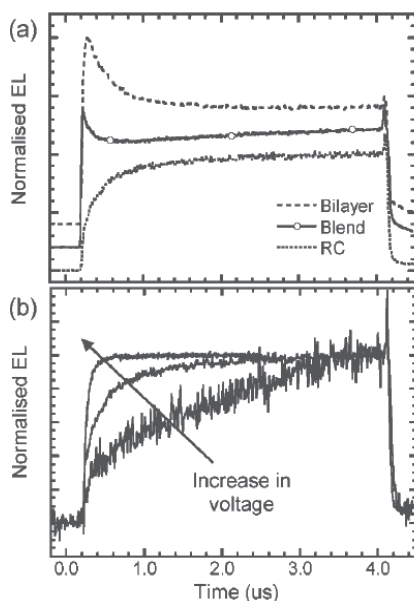 (a)
Normalised EL
Bilayer
Blend
RC
(b)
Normalised EL
Increase in
voltage
0.0 1.0 2.0 3.0 4.0
Time (us)